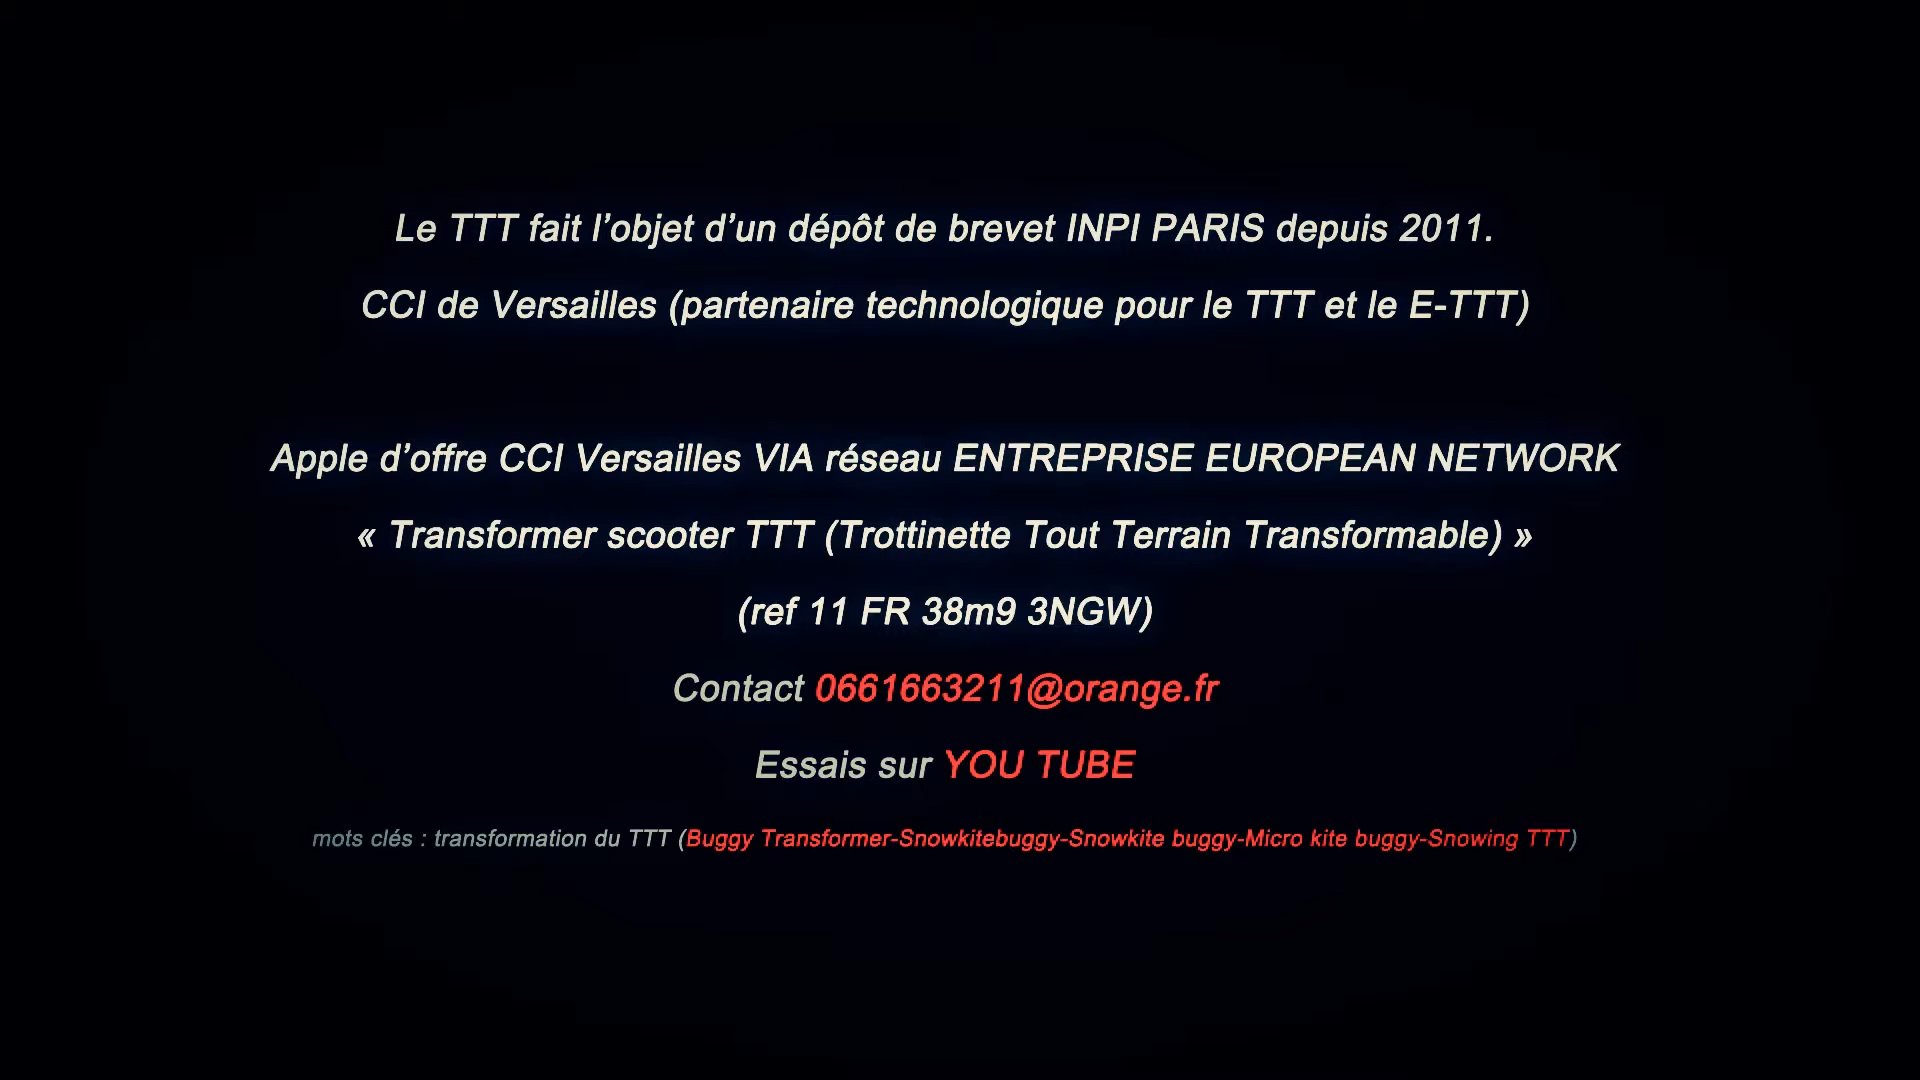 Le TTT fait l’objet d’un dépôt de brevet INPI PARIS depuis 2011.
CCI de Versailles (partenaire technologique pour le TTT et le E-TTT)
Apple d’offre CCI Versailles VIA réseau ENTREPRISE EUROPEAN NETWORK
« Transformer scooter TTT (Trottinette Tout Terrain Transformable) »
(ref 11 FR 38m9 3NGW)
Contact 0661663211@orange.fr
Essais sur YOU TUBE
mots clés : transformation du TTT (Buggy Transformer-Snowkitebuggy-Snowkite buggy-Micro kite buggy-Snowing TTT)